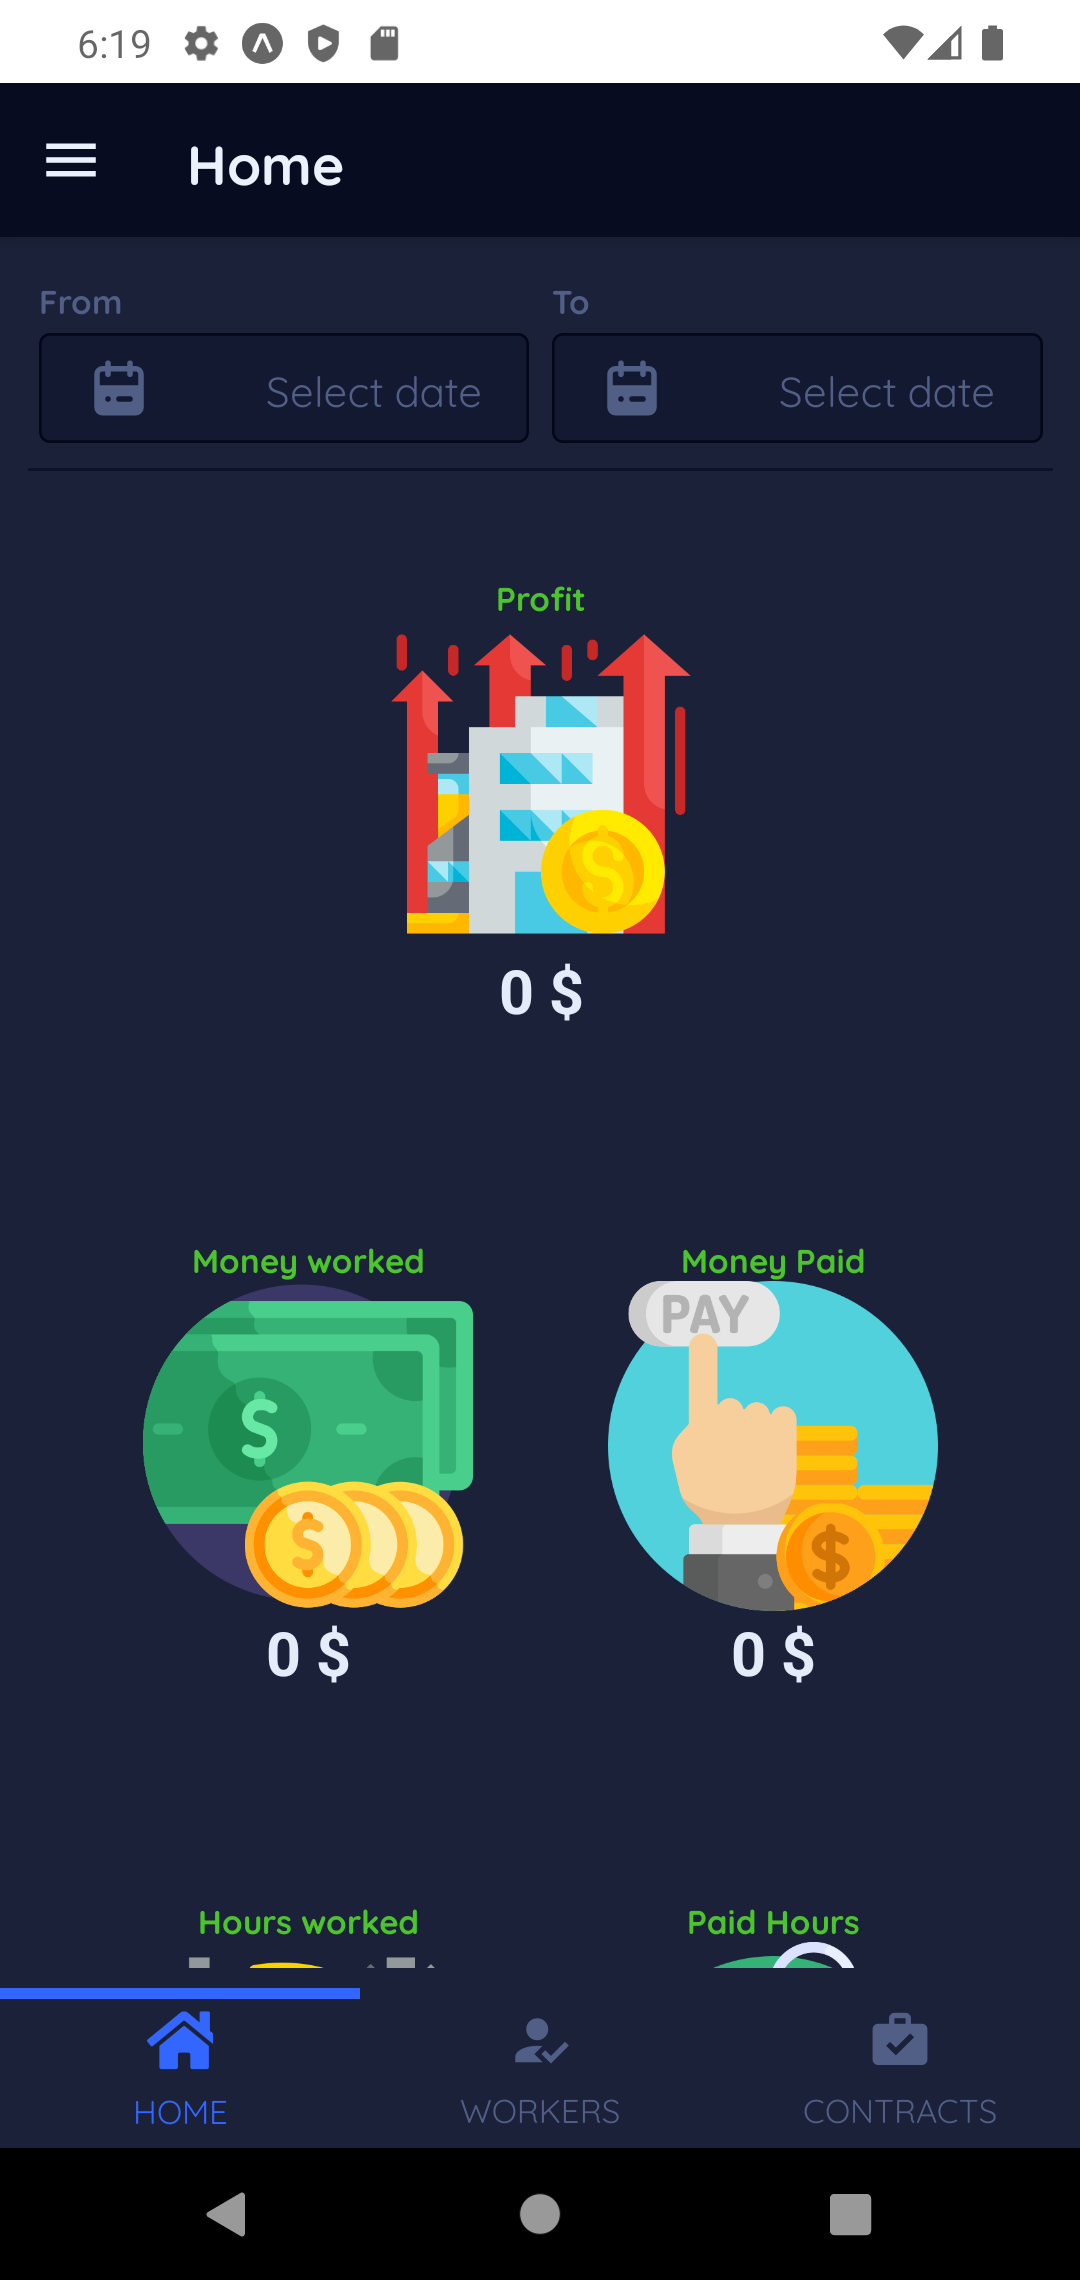 6:19
Home
From To
Select date Select date
Profit
0 $
Money worked Money Paid
PAY
0 $ 0 $
Hours worked Paid Hours
HOME WORKERS CONTRACTS